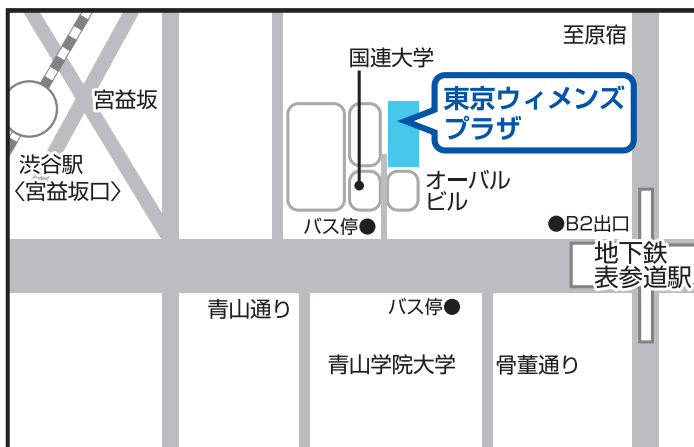 至原宿
国連大学
宮益坂
東京ウィメンズ
プラザ
渋谷駅
〈宮益坂口〉
オーバル
ビル
バス停●
●B2出口
地下鉄
表参道駅
青山通り
バス停●
青山学院大学
骨董通り